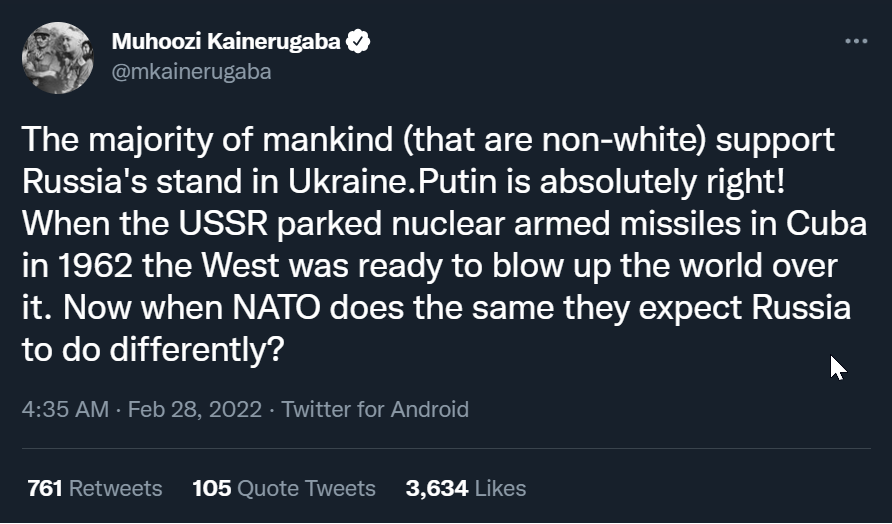 Muhoozi Kainerugaba
@mkainerugaba
The majority of mankind (that are non-white) support
Russia's stand in Ukraine.Putin is absolutely right!
When the USSR parked nuclear armed missiles in Cuba
in 1962 the West was ready to blow up the world over
it. Now when NATO does the same they expect Russia
to do differently?
4:35 AM · Feb 28, 2022 · Twitter for Android
761 Retweets 105 Quote Tweets 3,634 Likes